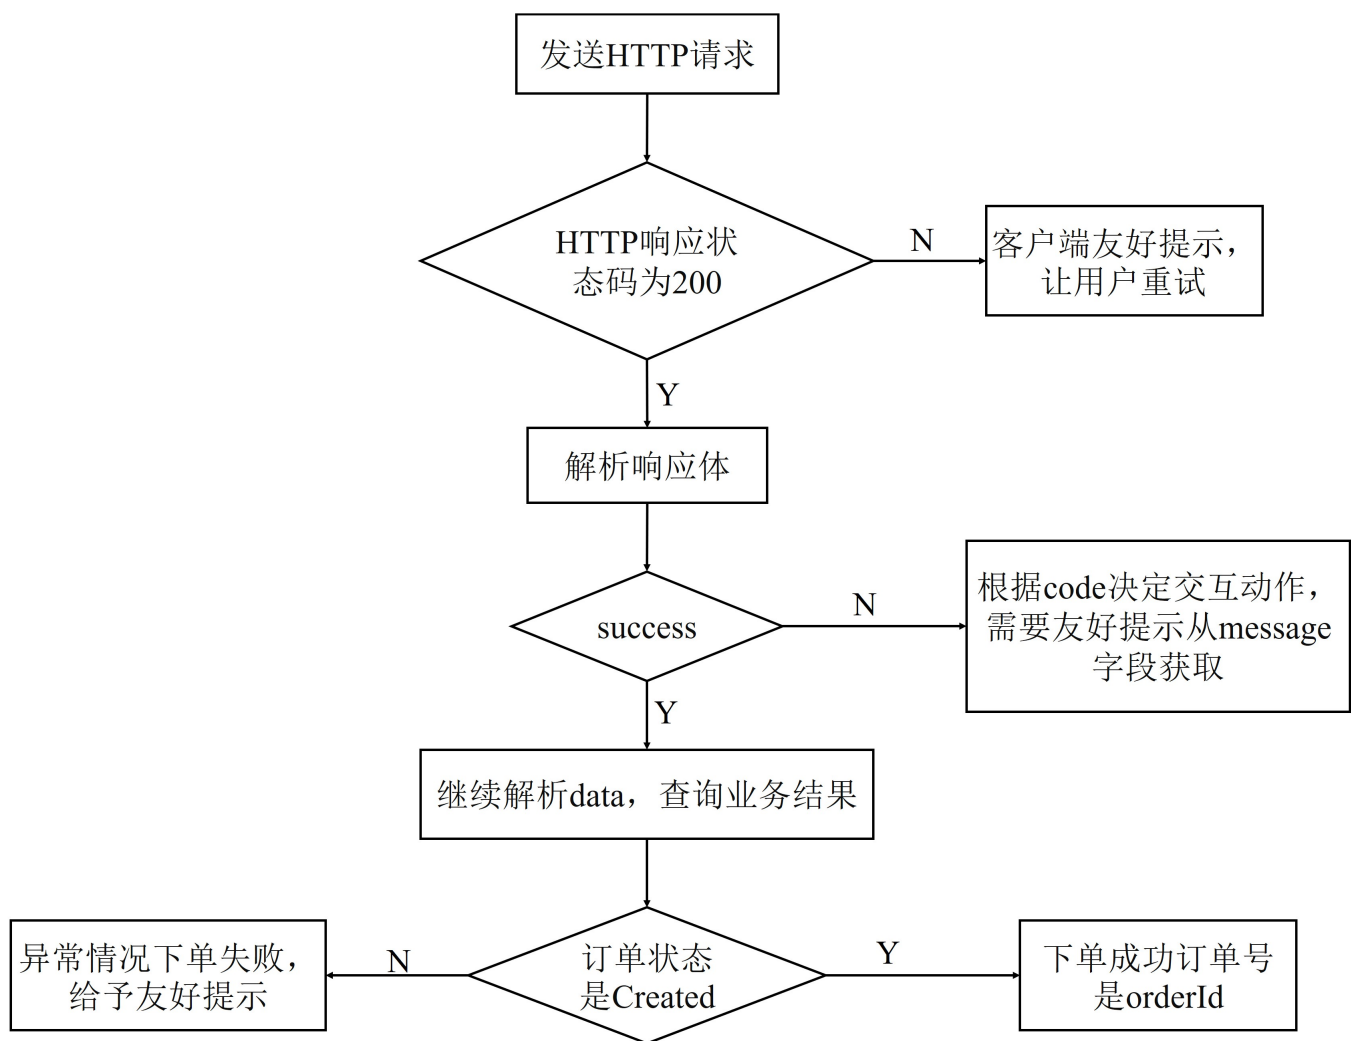 发送HTTP请求
HTTP响应状
态码为200
N
客户端友好提示，
让用户重试
Y
解析响应体
success
N
根据code决定交互动作，
需要友好提示从message
字段获取
Y
继续解析data，查询业务结果
异常情况下单失败，
给予友好提示
N
订单状态
是Created
Y
下单成功订单号
是orderId